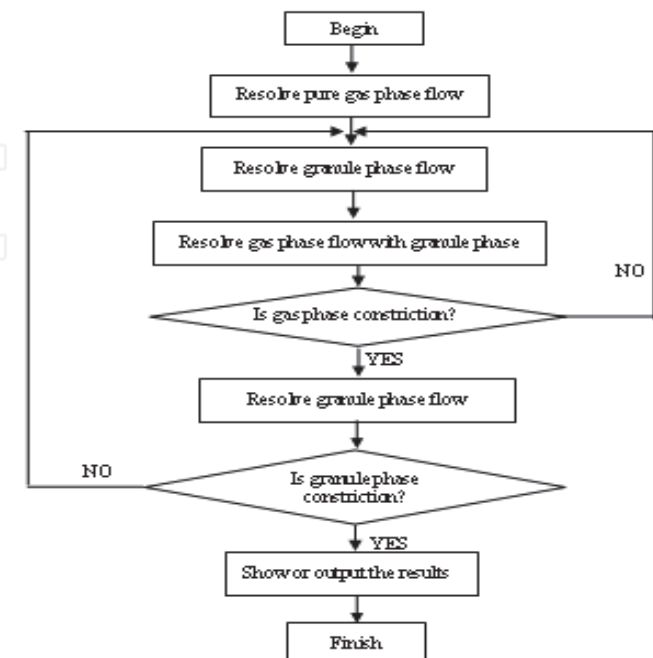 Begin
Resolve pure gas phase flow
Resolve granule phase flow
Resolve gas phase flow with granule phase
NO
Is gas phase constriction?
YES
Resolve granule phase flow
NO
Is granule phase
constriction?
YES
Show or output the results
Finish